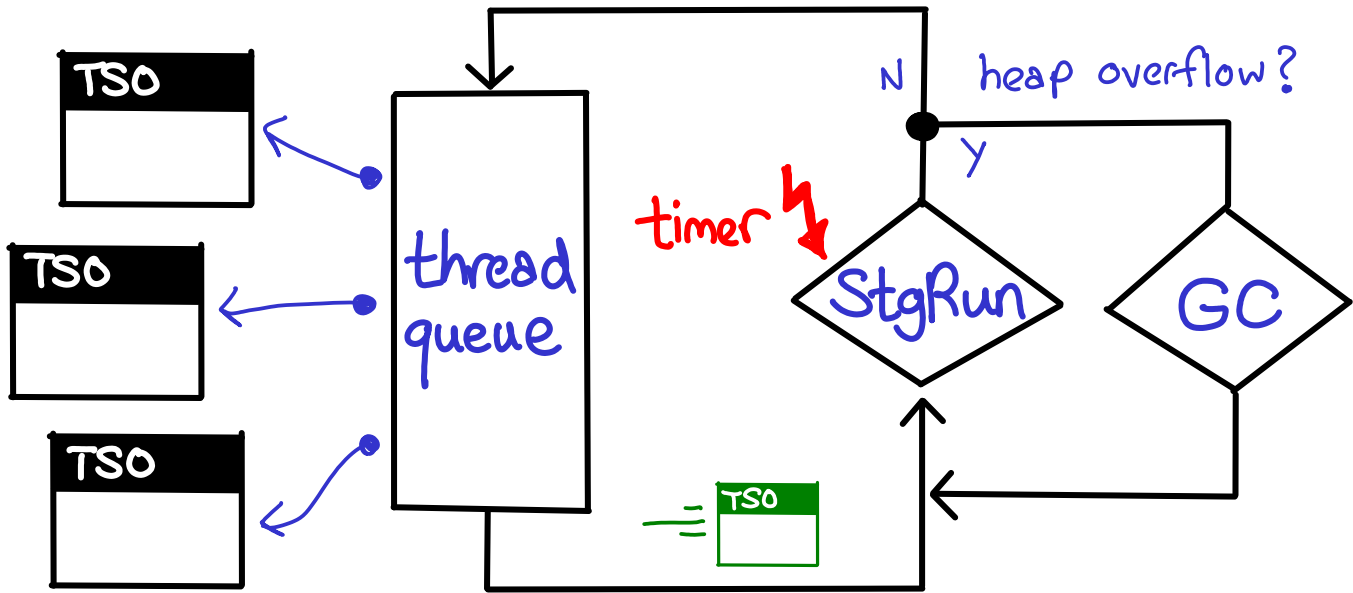 TSO
TSO
TSO
thread
queue
timer
N
heap overflow?
Y
StgRun
GC
TSO